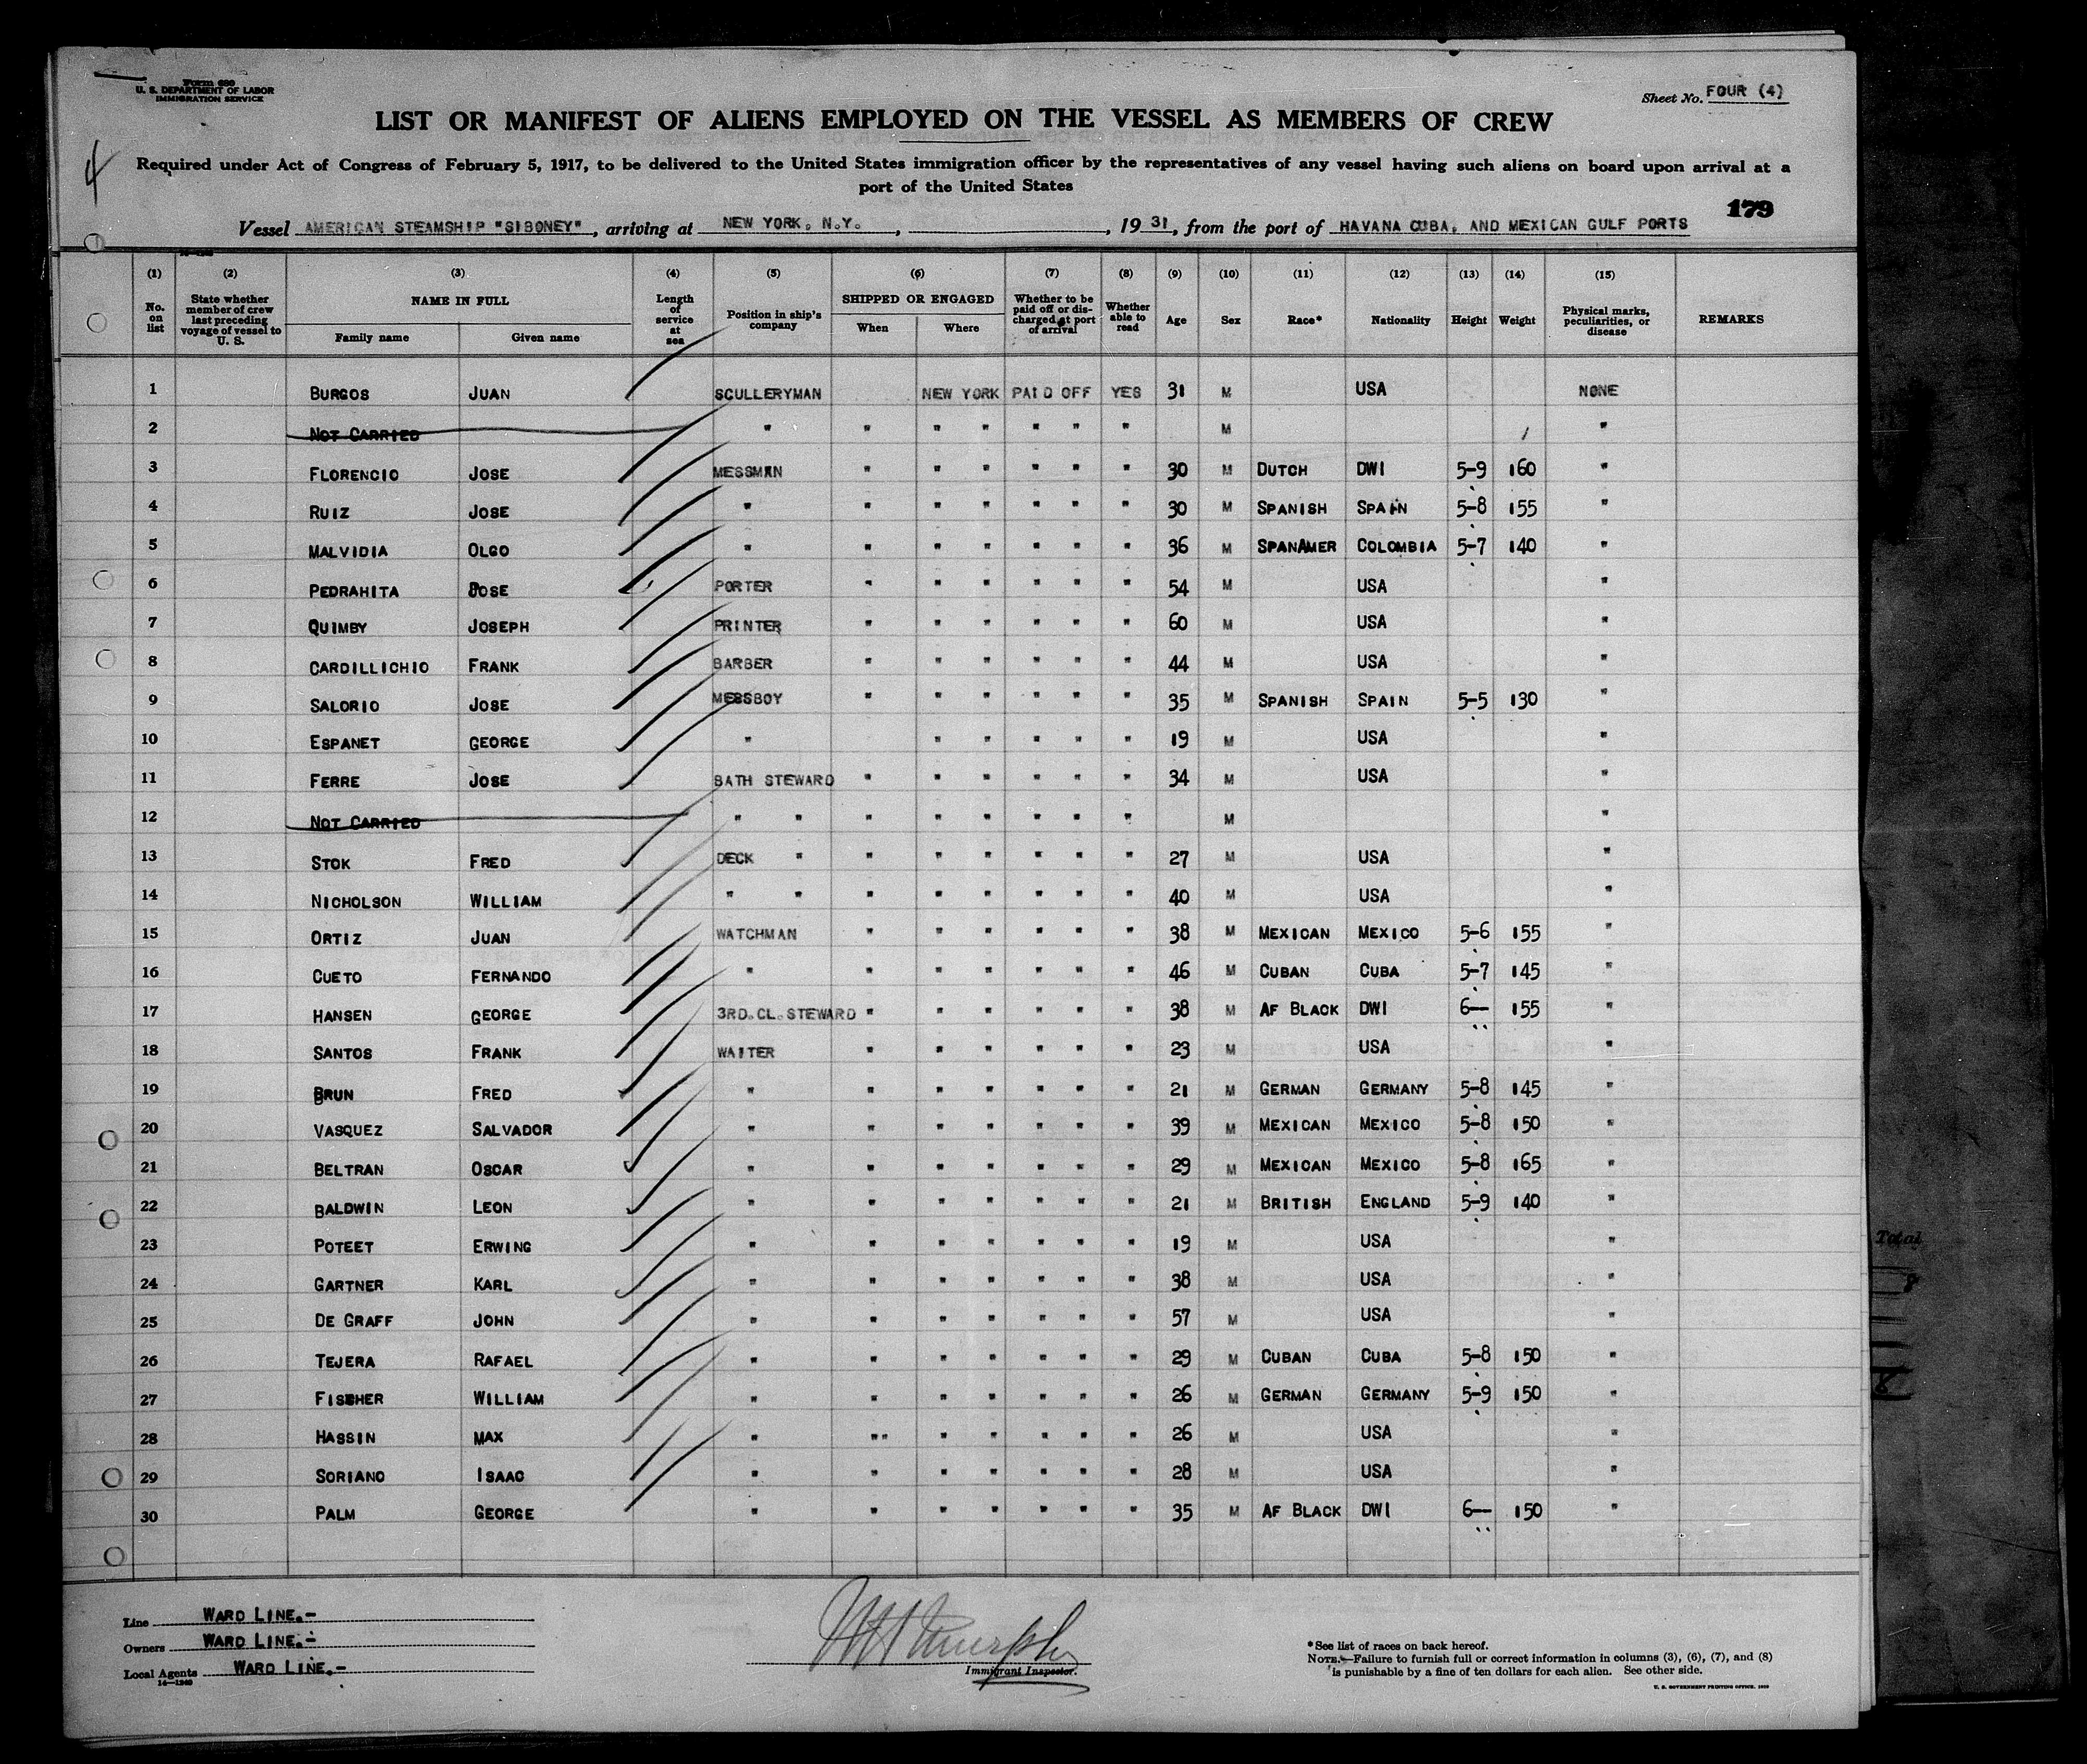 Form 680
U. S. DEPARTMENT OF LABOR
IMMIGRATION SERVICE
Sheet No. FOUR (4)
LIST OR MANIFEST OF ALIENS EMPLOYED ON THE VESSEL AS MEMBERS OF CREW
4
Required under Act of Congress of February 5, 1917, to be delivered to the United States immigration officer by the representatives of any vessel having such aliens on board upon arrival at a
port of the United States
179
Vessel AMERICAN STEAMSHIP "SIBONEY", arriving at NEW YORK. N.Y., , 19 31, from the port of HAVANA CUBA, AND MEXICAN GULF PORTS
(1) (2) (3) (4) (5) (6) (7) (8) (9) (10) (11) (12) (13) (14) (15)
No. on list State whether member of crew last preceding voyage of vessel to U. S. NAME IN FULL Family name Given name Length of service at sea Position in ship's company SHIPPED OR ENGAGED When Where Whether to be paid off or discharged at port of arrival Whether able to read Age Sex Race* Nationality Height Weight Physical marks, peculiarities, or disease REMARKS
1 BURGOS JUAN SCULLERYMAN NEW YORK PAID OFF YES 31 M USA NONE
2 NOT CARRIED " " " " " " " M "
3 FLORENCIO JOSE MESSMAN " " " " " " 30 M DUTCH DWI 5-9 160 "
4 RUIZ JOSE " " " " " " " 30 M SPANISH SPAIN 5-8 155 "
5 MALVIDIA OLGO " " " " " " " 36 M SPANAMER COLOMBIA 5-7 140 "
6 PEDRAHITA JOSE PORTER " " " " " " 54 M USA "
7 QUIMBY JOSEPH PRINTER " " " " " " 60 M USA "
8 CARDILLICHIO FRANK BARBER " " " " " " 44 M USA "
9 SALORIO JOSE MESSBOY " " " " " " 35 M SPANISH SPAIN 5-5 130 "
10 ESPANET GEORGE " " " " " " 19 M USA "
11 FERRE JOSE BATH STEWARD " " " " " " 34 M USA "
12 NOT CARRIED " " " " " " " " M "
13 STOK FRED DECK " " " " " " " 27 M USA "
14 NICHOLSON WILLIAM " " " " " " " " 40 M USA "
15 ORTIZ JUAN WATCHMAN " " " " " " 38 M MEXICAN MEXICO 5-6 155 "
16 CUETO FERNANDO " " " " " " " 46 M CUBAN CUBA 5-7 145 "
17 HANSEN GEORGE 3RD.CL.STEWARD " " " " " " 38 M AF BLACK DWI 6- 155 "
18 SANTOS FRANK WAITER " " " " " " 23 M USA "
19 BRUN FRED " " " " " " " 21 M GERMAN GERMANY 5-8 145 "
20 VASQUEZ SALVADOR " " " " " " " 39 M MEXICAN MEXICO 5-8 150 "
21 BELTRAN OSCAR " " " " " " " 29 M MEXICAN MEXICO 5-8 165 "
22 BALDWIN LEON " " " " " " " 21 M BRITISH ENGLAND 5-9 140 "
23 POTEET ERWING " " " " " " " 19 M USA "
24 GARTNER KARL " " " " " " " 38 M USA "
25 DE GRAFF JOHN " " " " " " " 57 M USA "
26 TEJERA RAFAEL " " " " " " " 29 M CUBAN CUBA 5-8 150 "
27 FISCHER WILLIAM " " " " " " " 26 M GERMAN GERMANY 5-9 150 "
28 HASSIN MAX " "" " " " " " 26 M USA "
29 SORIANO ISAAC " " " " " " " 28 M USA "
30 PALM GEORGE " " " " " " " 35 M AF BLACK DWI 6- 150 "
Total
8
8
Line WARD LINE.-
Owners WARD LINE.-
Local Agents WARD LINE.-
14-1240
Murphy
Immigrant Inspector.
*See list of races on back hereof.
NOTE.—Failure to furnish full or correct information in columns (3), (6), (7), and (8)
is punishable by a fine of ten dollars for each alien. See other side.
U. S. GOVERNMENT PRINTING OFFICE. 1929